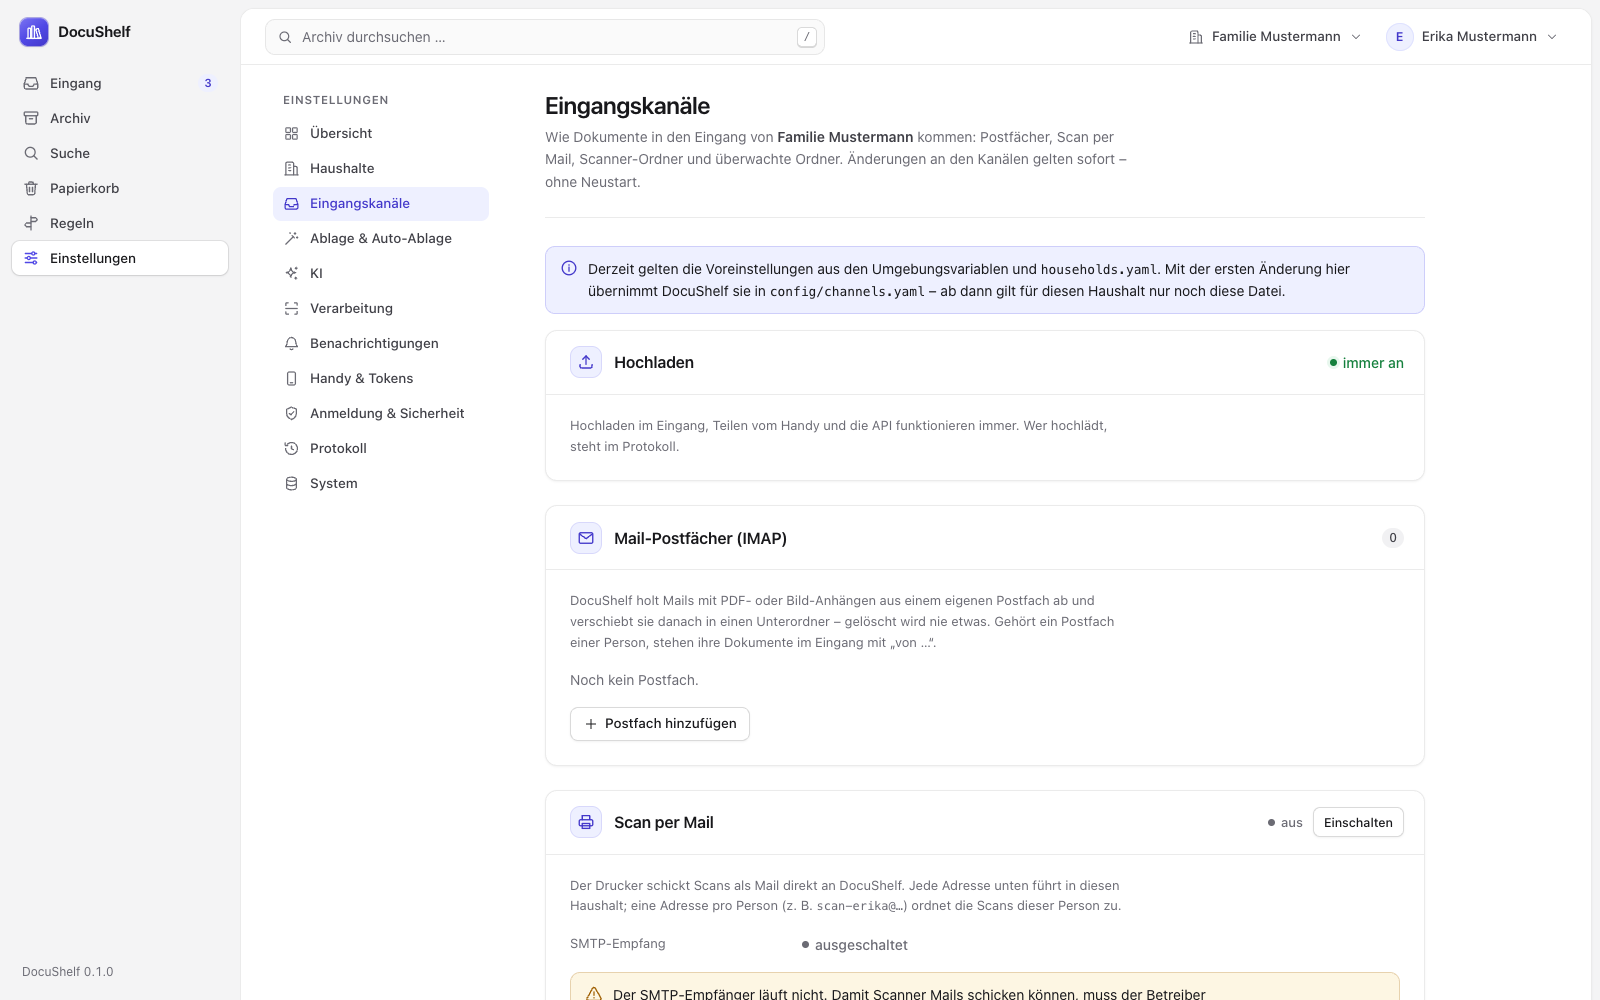 DocuShelf
Archiv durchsuchen …
/
Familie Mustermann
E
Erika Mustermann
Eingang
3
Archiv
Suche
Papierkorb
Regeln
Einstellungen
DocuShelf 0.1.0
EINSTELLUNGEN
Übersicht
Haushalte
Eingangskanäle
Ablage & Auto-Ablage
KI
Verarbeitung
Benachrichtigungen
Handy & Tokens
Anmeldung & Sicherheit
Protokoll
System
Eingangskanäle
Wie Dokumente in den Eingang von Familie Mustermann kommen: Postfächer, Scan per
Mail, Scanner-Ordner und überwachte Ordner. Änderungen an den Kanälen gelten sofort –
ohne Neustart.
Derzeit gelten die Voreinstellungen aus den Umgebungsvariablen und households.yaml. Mit der ersten Änderung hier
übernimmt DocuShelf sie in config/channels.yaml – ab dann gilt für diesen Haushalt nur noch diese Datei.
Hochladen
immer an
Hochladen im Eingang, Teilen vom Handy und die API funktionieren immer. Wer hochlädt,
steht im Protokoll.
Mail-Postfächer (IMAP)
0
DocuShelf holt Mails mit PDF- oder Bild-Anhängen aus einem eigenen Postfach ab und
verschiebt sie danach in einen Unterordner – gelöscht wird nie etwas. Gehört ein Postfach
einer Person, stehen ihre Dokumente im Eingang mit „von …“.
Noch kein Postfach.
Postfach hinzufügen
Scan per Mail
aus
Einschalten
Der Drucker schickt Scans als Mail direkt an DocuShelf. Jede Adresse unten führt in diesen
Haushalt; eine Adresse pro Person (z. B. scan-erika@…) ordnet die Scans dieser Person zu.
SMTP-Empfang
ausgeschaltet
Der SMTP-Empfänger läuft nicht. Damit Scanner Mails schicken können, muss der Betreiber